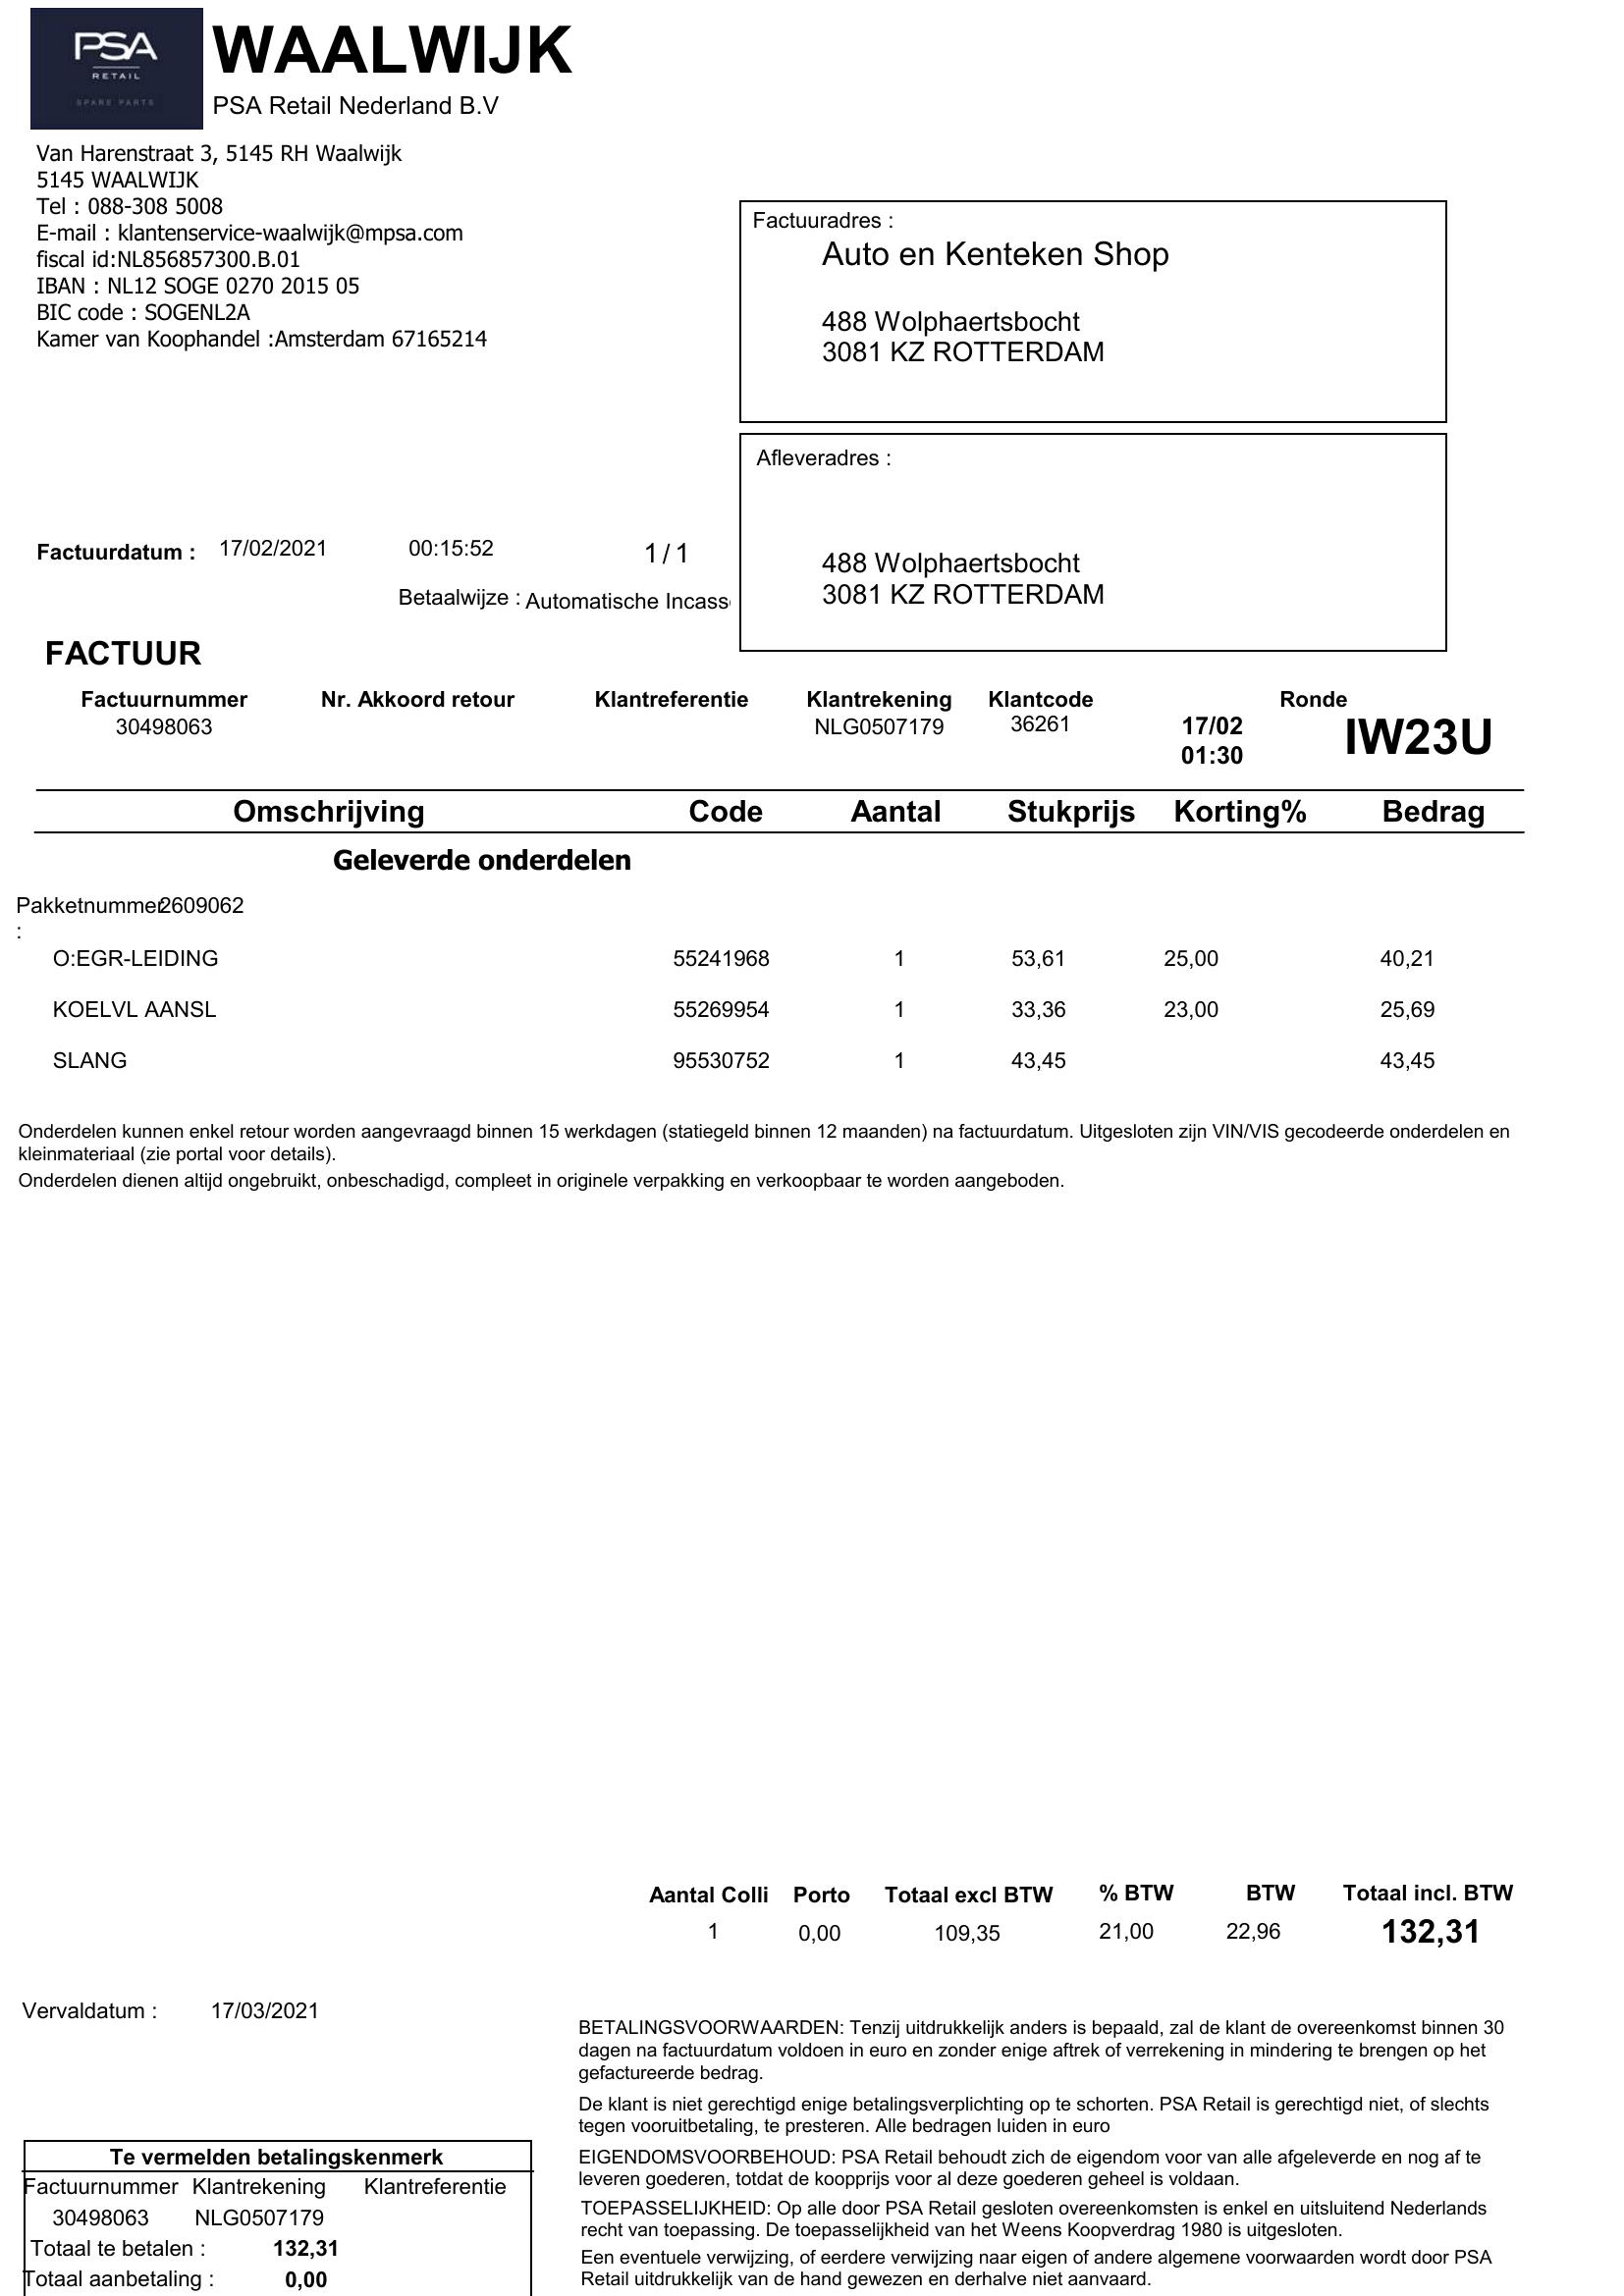 PSA
RETAIL
SPARE PARTS
WAALWIJK
PSA Retail Nederland B.V
Van Harenstraat 3, 5145 RH Waalwijk
5145 WAALWIJK
Tel : 088-308 5008
E-mail : klantenservice-waalwijk@mpsa.com
fiscal id:NL856857300.B.01
IBAN : NL12 SOGE 0270 2015 05
BIC code : SOGENL2A
Kamer van Koophandel :Amsterdam 67165214
Factuuradres :
Auto en Kenteken Shop
488 Wolphaertsbocht
3081 KZ ROTTERDAM
Afleveradres :
488 Wolphaertsbocht
3081 KZ ROTTERDAM
Factuurdatum : 17/02/2021 00:15:52 1 / 1
Betaalwijze : Automatische Incass
FACTUUR
Factuurnummer Nr. Akkoord retour Klantreferentie Klantrekening Klantcode Ronde
30498063 NLG0507179 36261 17/02 IW23U
01:30
Omschrijving Code Aantal Stukprijs Korting% Bedrag
Geleverde onderdelen
Pakketnummer 2609062
:
O:EGR-LEIDING 55241968 1 53,61 25,00 40,21
KOELVL AANSL 55269954 1 33,36 23,00 25,69
SLANG 95530752 1 43,45 43,45
Onderdelen kunnen enkel retour worden aangevraagd binnen 15 werkdagen (statiegeld binnen 12 maanden) na factuurdatum. Uitgesloten zijn VIN/VIS gecodeerde onderdelen en
kleinmateriaal (zie portal voor details).
Onderdelen dienen altijd ongebruikt, onbeschadigd, compleet in originele verpakking en verkoopbaar te worden aangeboden.
Aantal Colli Porto Totaal excl BTW % BTW BTW Totaal incl. BTW
1 0,00 109,35 21,00 22,96 132,31
Vervaldatum : 17/03/2021
BETALINGSVOORWAARDEN: Tenzij uitdrukkelijk anders is bepaald, zal de klant de overeenkomst binnen 30
dagen na factuurdatum voldoen in euro en zonder enige aftrek of verrekening in mindering te brengen op het
gefactureerde bedrag.
De klant is niet gerechtigd enige betalingsverplichting op te schorten. PSA Retail is gerechtigd niet, of slechts
tegen vooruitbetaling, te presteren. Alle bedragen luiden in euro
EIGENDOMSVOORBEHOUD: PSA Retail behoudt zich de eigendom voor van alle afgeleverde en nog af te
leveren goederen, totdat de koopprijs voor al deze goederen geheel is voldaan.
TOEPASSELIJKHEID: Op alle door PSA Retail gesloten overeenkomsten is enkel en uitsluitend Nederlands
recht van toepassing. De toepasselijkheid van het Weens Koopverdrag 1980 is uitgesloten.
Een eventuele verwijzing, of eerdere verwijzing naar eigen of andere algemene voorwaarden wordt door PSA
Retail uitdrukkelijk van de hand gewezen en derhalve niet aanvaard.
Te vermelden betalingskenmerk
Factuurnummer Klantrekening Klantreferentie
30498063 NLG0507179
Totaal te betalen : 132,31
Totaal aanbetaling : 0,00